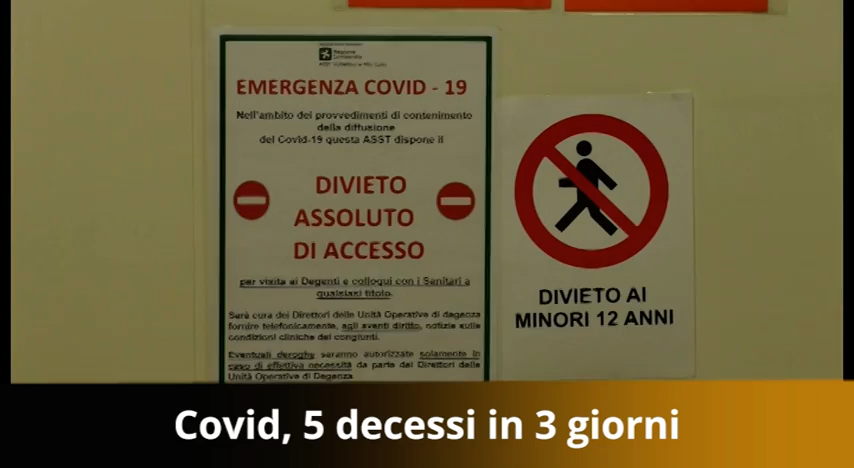 Regione
Lombardia
EMERGENZA COVID - 19
Nell'ambito dei provvedimenti di contenimento
della diffusione
del Covid-19 questa ASST dispone il
DIVIETO
ASSOLUTO
DI ACCESSO
per visita ai Degenti e colloqui con i Sanitari a
qualsiasi titolo.
Sarà cura dei Direttori delle Unità Operative di degenza
fornire telefonicamente, agli aventi diritto, notizie sulle
condizioni cliniche dei congiunti.
Eventuali deroghe saranno autorizzate solamente in
caso di effettiva necessità da parte dei Direttori delle
Unità Operative di Degenza
DIVIETO AI
MINORI 12 ANNI
Covid, 5 decessi in 3 giorni